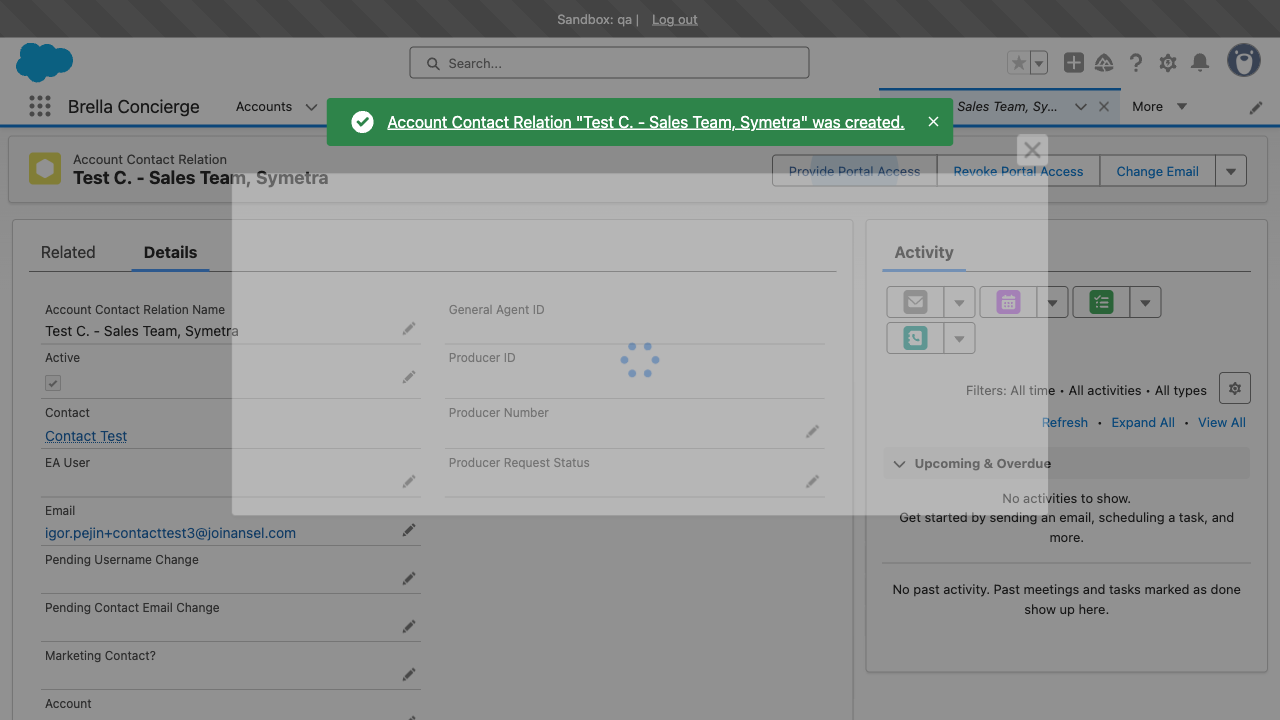 Sandbox: qa | Log out
Search...
Brella Concierge
Accounts
Sales Team, Sy...
More
Account Contact Relation "Test C. - Sales Team, Symetra" was created.
Account Contact Relation
Test C. - Sales Team, Symetra
Provide Portal Access
Revoke Portal Access
Change Email
Related
Details
Account Contact Relation Name
Test C. - Sales Team, Symetra
Active
Contact
Contact Test
EA User
Email
igor.pejin+contacttest3@joinansel.com
Pending Username Change
Pending Contact Email Change
Marketing Contact?
Account
General Agent ID
Producer ID
Producer Number
Producer Request Status
Activity
Filters: All time • All activities • All types
Refresh • Expand All • View All
Upcoming & Overdue
No activities to show.
Get started by sending an email, scheduling a task, and
more.
No past activity. Past meetings and tasks marked as done
show up here.